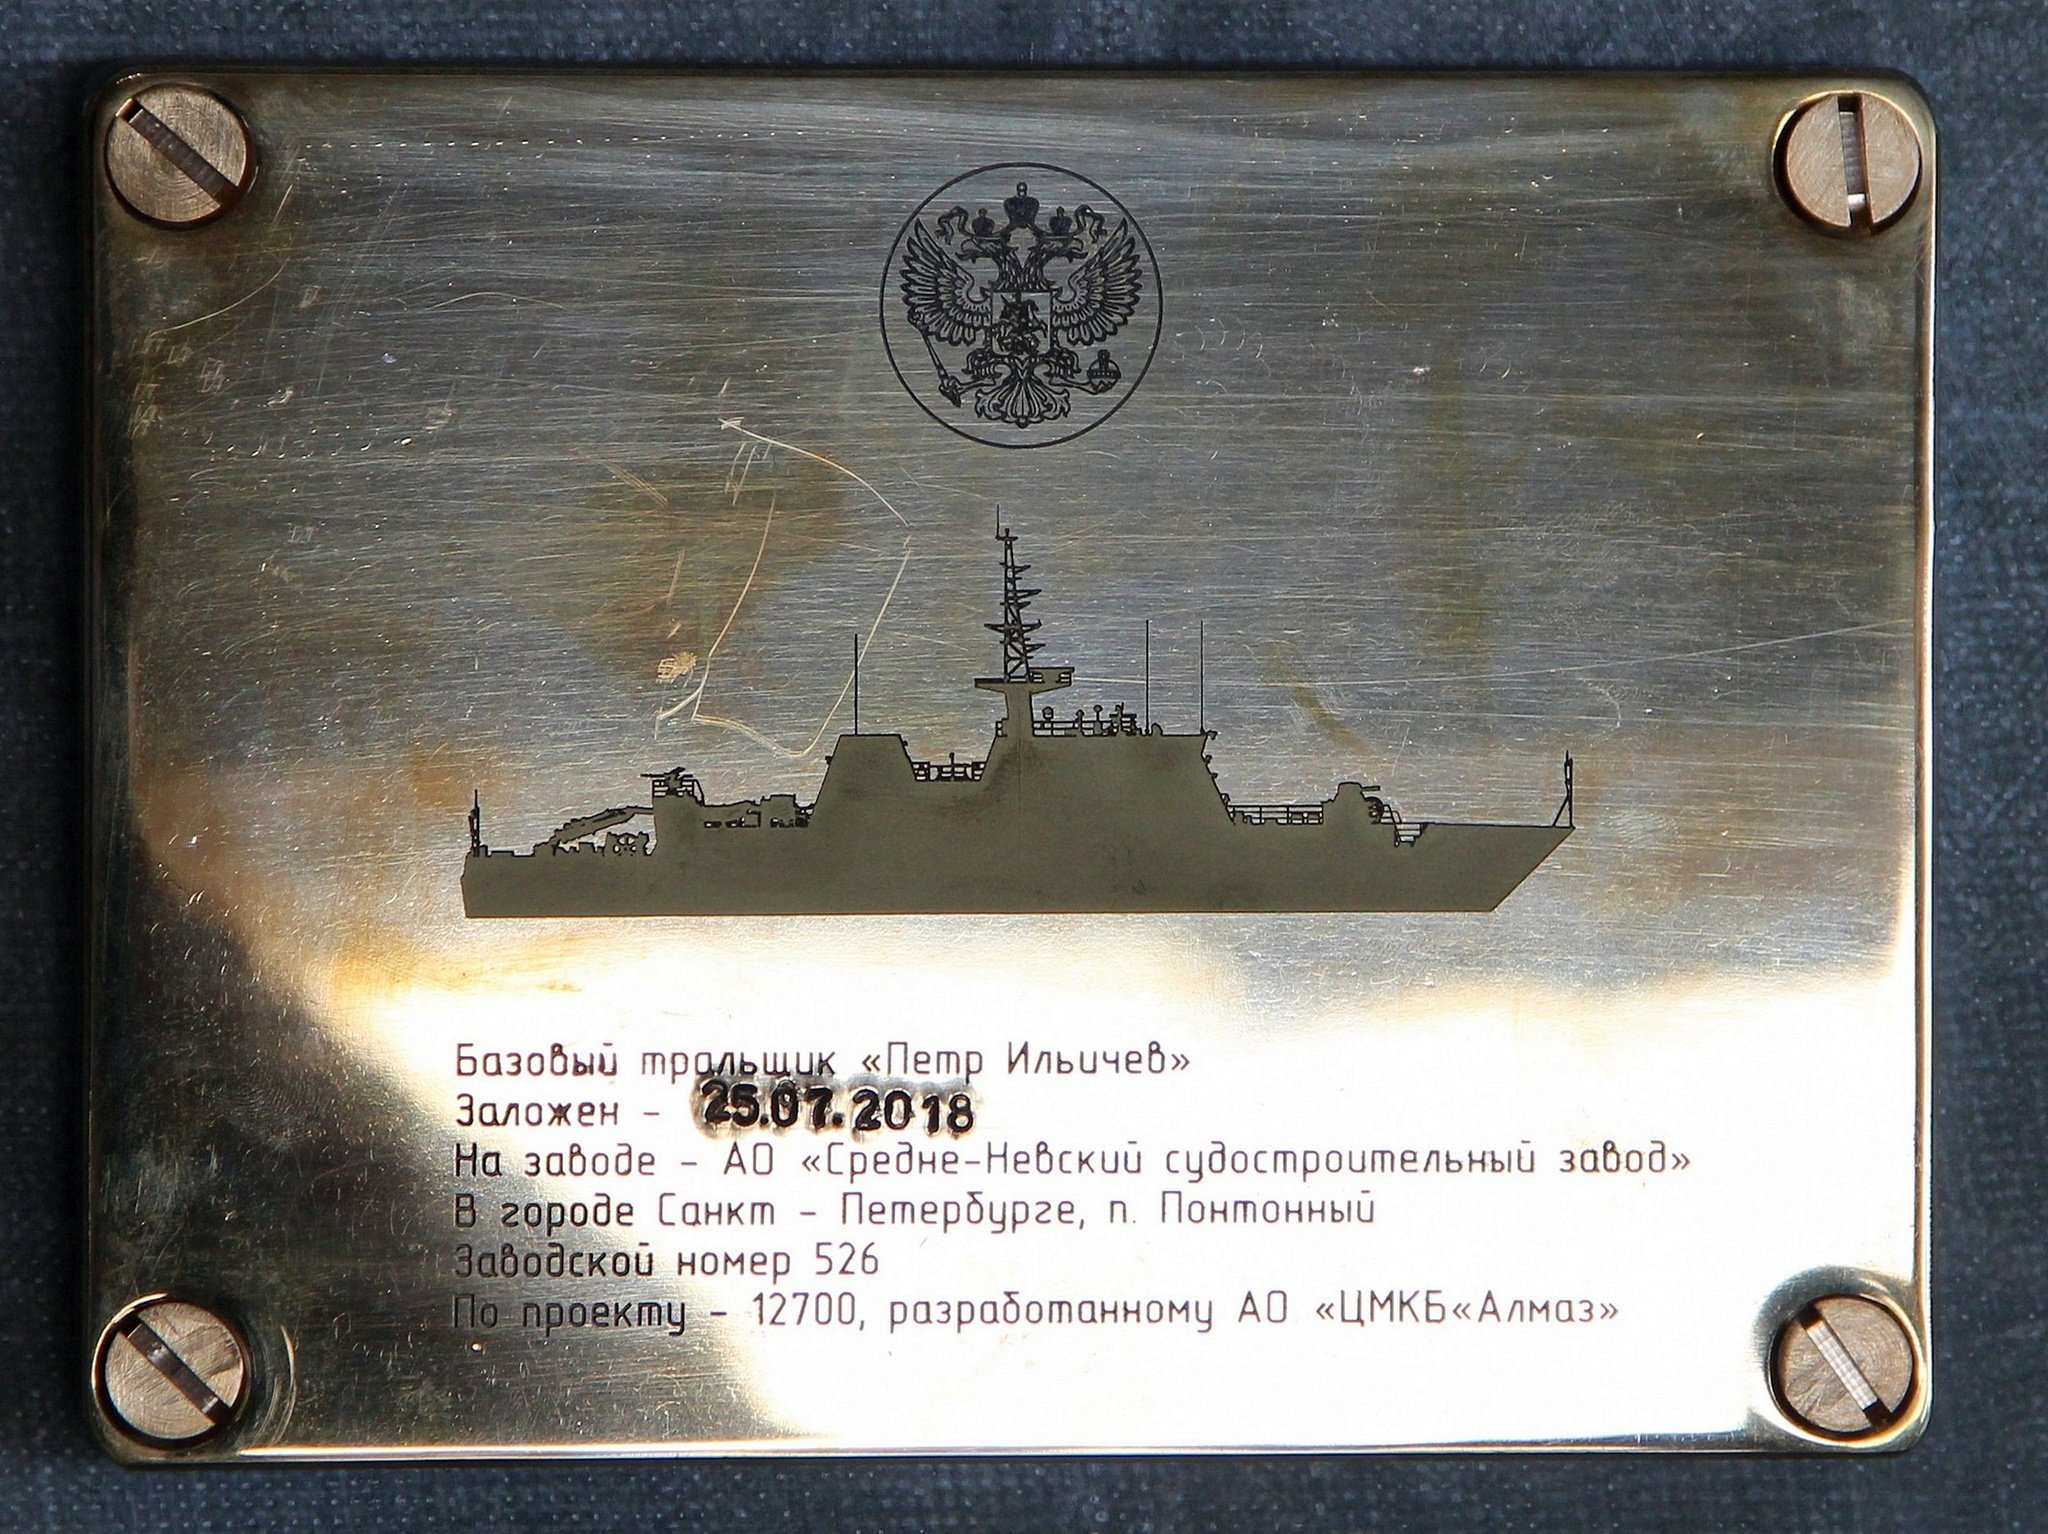 Базовый тральщик «Петр Ильичев»
Заложен - 25.07.2018
На заводе - АО «Средне-Невский судостроительный завод»
В городе Санкт - Петербурге, п. Понтонный
Заводской номер 526
По проекту - 12700, разработанному АО «ЦМКБ«Алмаз»